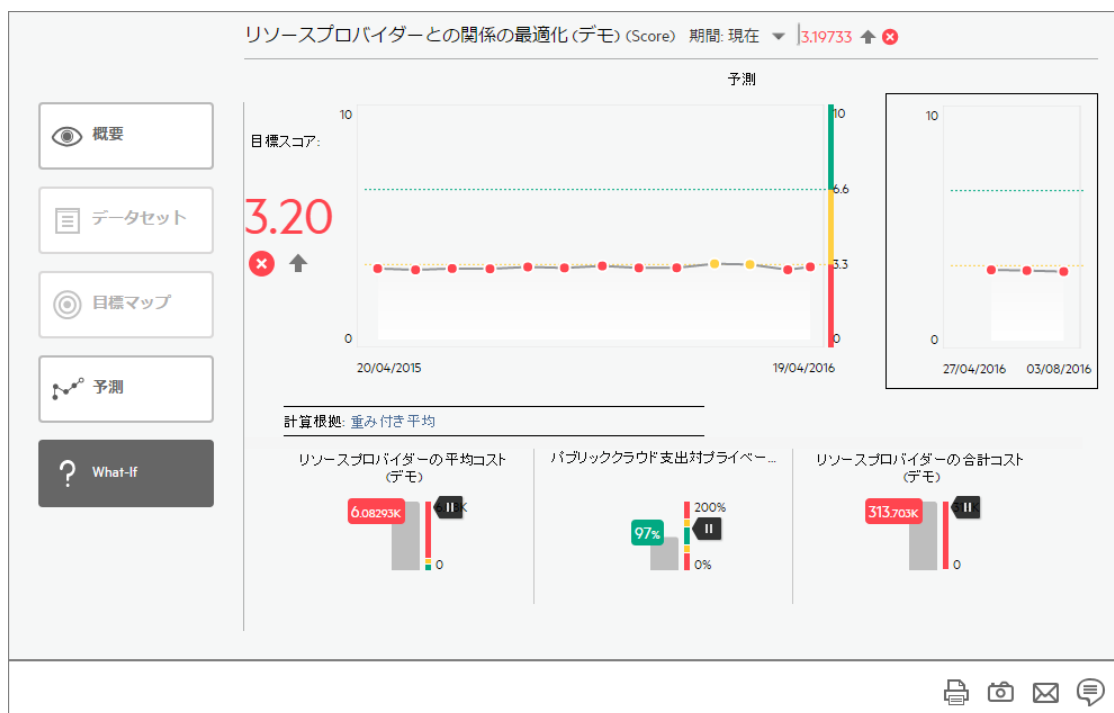 リソースプロバイダーとの関係の最適化(デモ) (Score) 期間: 現在 3.19733
概要
データセット
目標マップ
予測
What-If
予測
目標スコア:
3.20
10
0
20/04/2015
19/04/2016
10
6.6
3.3
0
10
0
27/04/2016
03/08/2016
計算根拠: 重み付き平均
リソースプロバイダーの平均コスト
(デモ)
6.08293K
0
パブリッククラウド支出対プライベー...
97%
200%
0%
リソースプロバイダーの合計コスト
(デモ)
313.703K
0